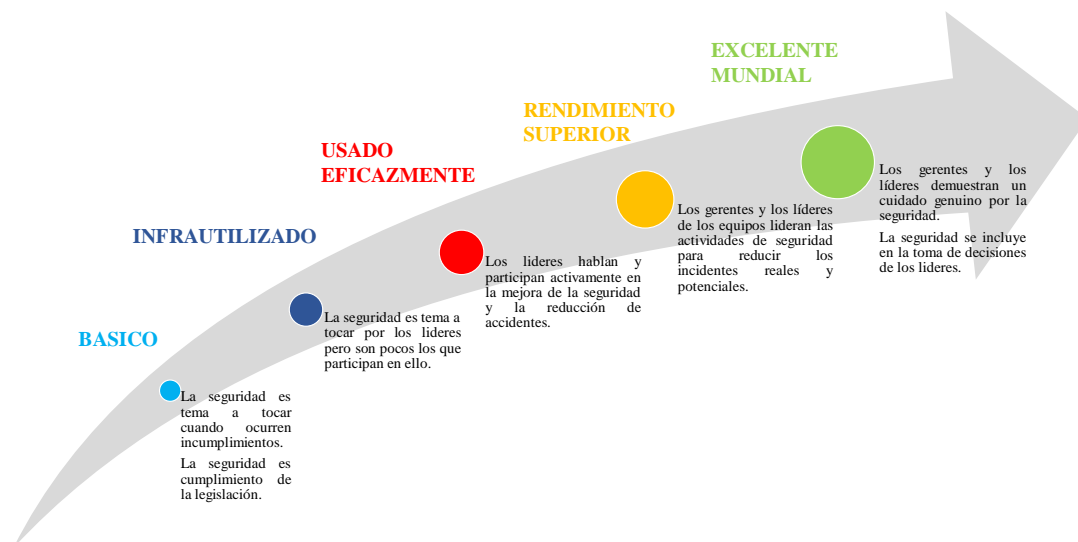 BASICO
La seguridad es
tema a tocar
cuando ocurren
incumplimientos.
La seguridad es
cumplimiento de
la legislación.
INFRAUTILIZADO
La seguridad es tema a
tocar por los lideres
pero son pocos los que
participan en ello.
USADO
EFICAZMENTE
Los lideres hablan y
participan activamente en
la mejora de la seguridad
y la reducción de
accidentes.
RENDIMIENTO
SUPERIOR
Los gerentes y los líderes
de los equipos lideran las
actividades de seguridad
para reducir los
incidentes reales y
potenciales.
EXCELENTE
MUNDIAL
Los gerentes y los
líderes demuestran un
cuidado genuino por la
seguridad.
La seguridad se incluye
en la toma de decisiones
de los lideres.